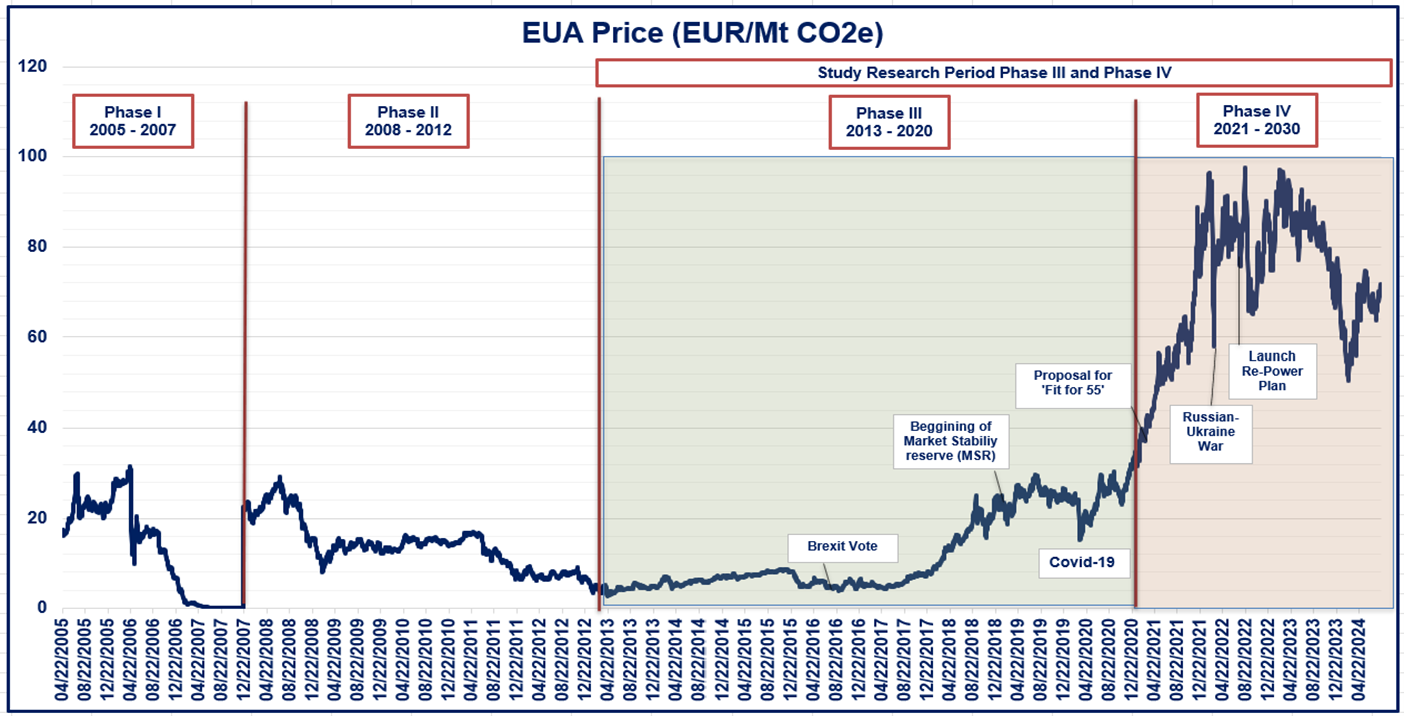 EUA Price (EUR/Mt CO2e)
120
Study Research Period Phase III and Phase IV
Phase I
2005 - 2007
Phase II
2008 - 2012
Phase III
2013 - 2020
Phase IV
2021 - 2030
100
80
60
40
20
0
Proposal for
'Fit for 55'
Launch
Re-Power
Plan
Beggining of
Market Stabiliy
reserve (MSR)
Russian-
Ukraine
War
Brexit Vote
Covid-19
04/22/2005
08/22/2005
12/22/2005
04/22/2006
08/22/2006
12/22/2006
04/22/2007
08/22/2007
12/22/2007
04/22/2008
08/22/2008
12/22/2008
04/22/2009
08/22/2009
12/22/2009
04/22/2010
08/22/2010
12/22/2010
04/22/2011
08/22/2011
12/22/2011
04/22/2012
08/22/2012
12/22/2012
04/22/2013
08/22/2013
12/22/2013
04/22/2014
08/22/2014
12/22/2014
04/22/2015
08/22/2015
12/22/2015
04/22/2016
08/22/2016
12/22/2016
04/22/2017
08/22/2017
12/22/2017
04/22/2018
08/22/2018
12/22/2018
04/22/2019
08/22/2019
12/22/2019
04/22/2020
08/22/2020
12/22/2020
04/22/2021
08/22/2021
12/22/2021
04/22/2022
08/22/2022
12/22/2022
04/22/2023
08/22/2023
12/22/2023
04/22/2024